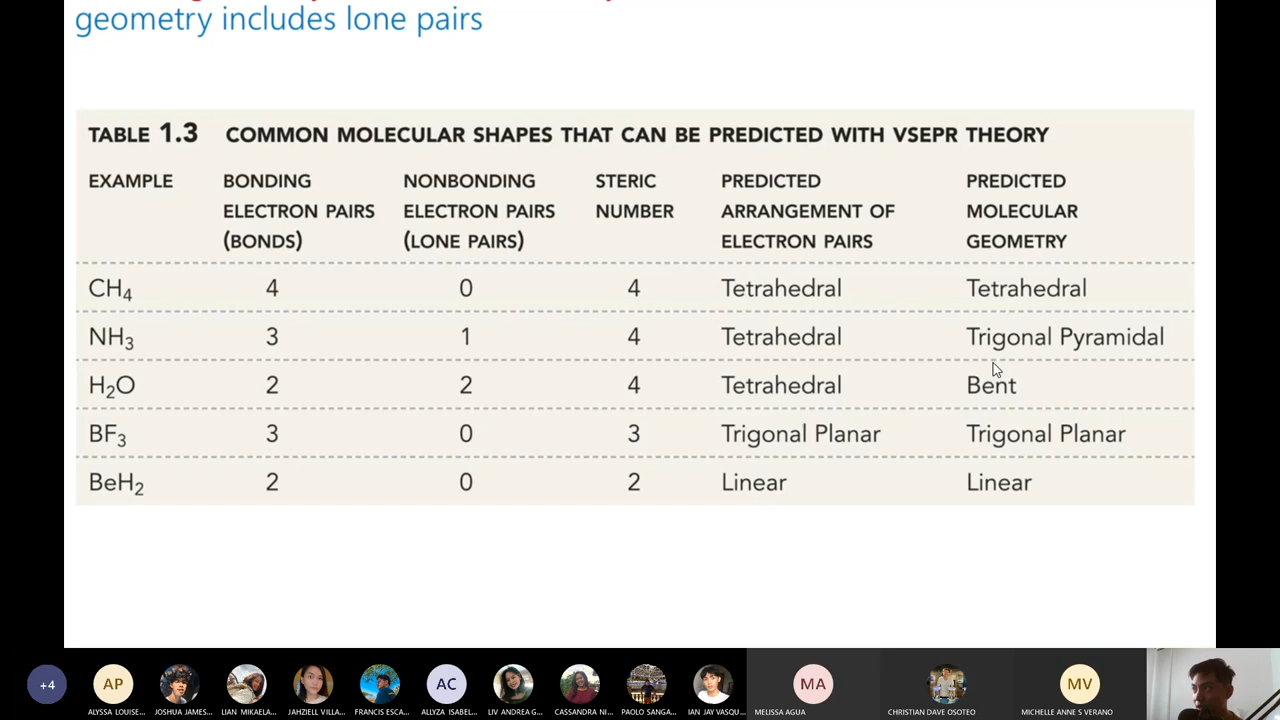 geometry includes lone pairs
TABLE 1.3 COMMON MOLECULAR SHAPES THAT CAN BE PREDICTED WITH VSEPR THEORY
EXAMPLE BONDING ELECTRON PAIRS (BONDS) NONBONDING ELECTRON PAIRS (LONE PAIRS) STERIC NUMBER PREDICTED ARRANGEMENT OF ELECTRON PAIRS PREDICTED MOLECULAR GEOMETRY
CH₄ 4 0 4 Tetrahedral Tetrahedral
NH₃ 3 1 4 Tetrahedral Trigonal Pyramidal
H₂O 2 2 4 Tetrahedral Bent
BF₃ 3 0 3 Trigonal Planar Trigonal Planar
BeH₂ 2 0 2 Linear Linear
+4 AP AC MA MV
ALYSSA LOUISE... JOSHUA JAMES... LIAN MIKAELA... JAHZIELL VILLA... FRANCIS ESCA... ALLYZA ISABEL... LIV ANDREA G... CASSANDRA NI... PAOLO SANGA... IAN JAY VASQU... MELISSA AGUA CHRISTIAN DAVE OSOTEO MICHELLE ANNE S VERANO